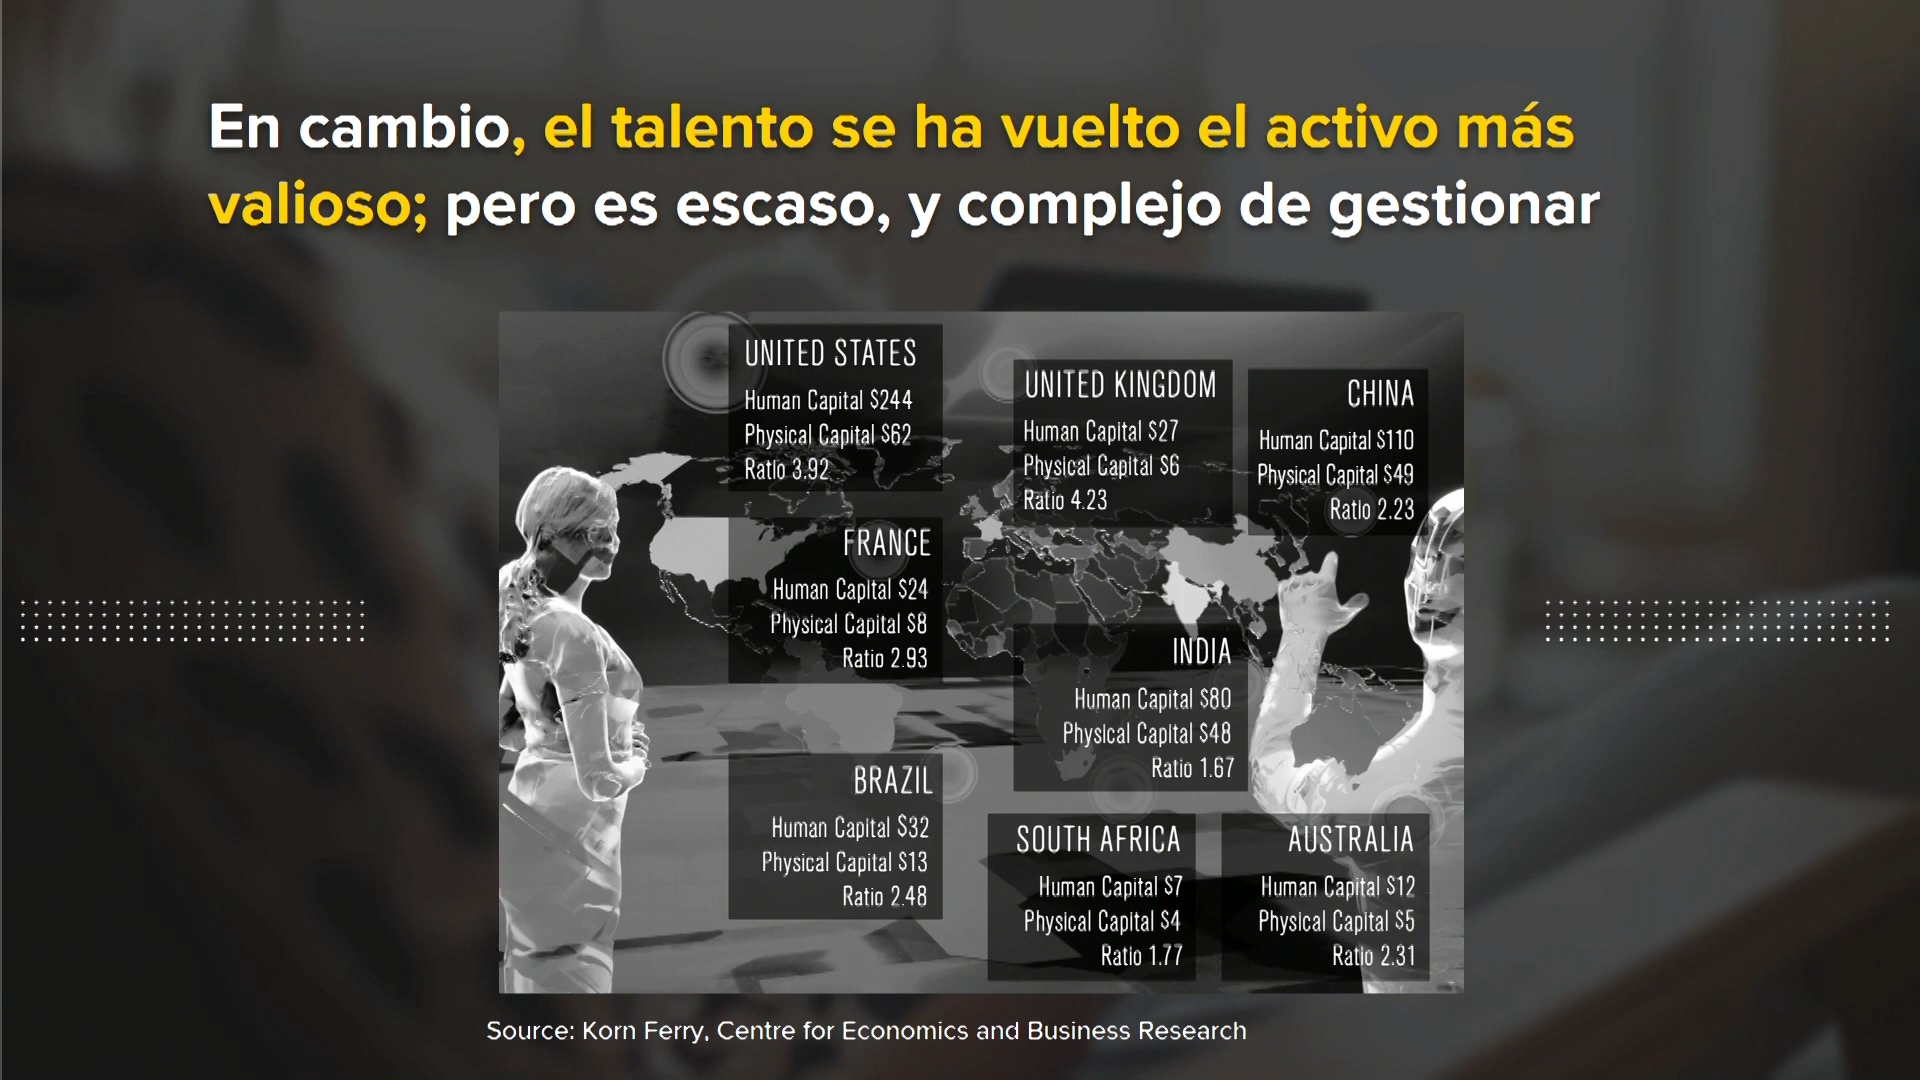 En cambio, el talento se ha vuelto el activo más
valioso; pero es escaso, y complejo de gestionar
UNITED STATES
Human Capital $244
Physical Capital $62
Ratio 3.92
UNITED KINGDOM
Human Capital $27
Physical Capital $6
Ratio 4.23
CHINA
Human Capital $110
Physical Capital $49
Ratio 2.23
FRANCE
Human Capital $24
Physical Capital $8
Ratio 2.93
INDIA
Human Capital $80
Physical Capital $48
Ratio 1.67
BRAZIL
Human Capital $32
Physical Capital $13
Ratio 2.48
SOUTH AFRICA
Human Capital $7
Physical Capital $4
Ratio 1.77
AUSTRALIA
Human Capital $12
Physical Capital $5
Ratio 2.31
Source: Korn Ferry, Centre for Economics and Business Research